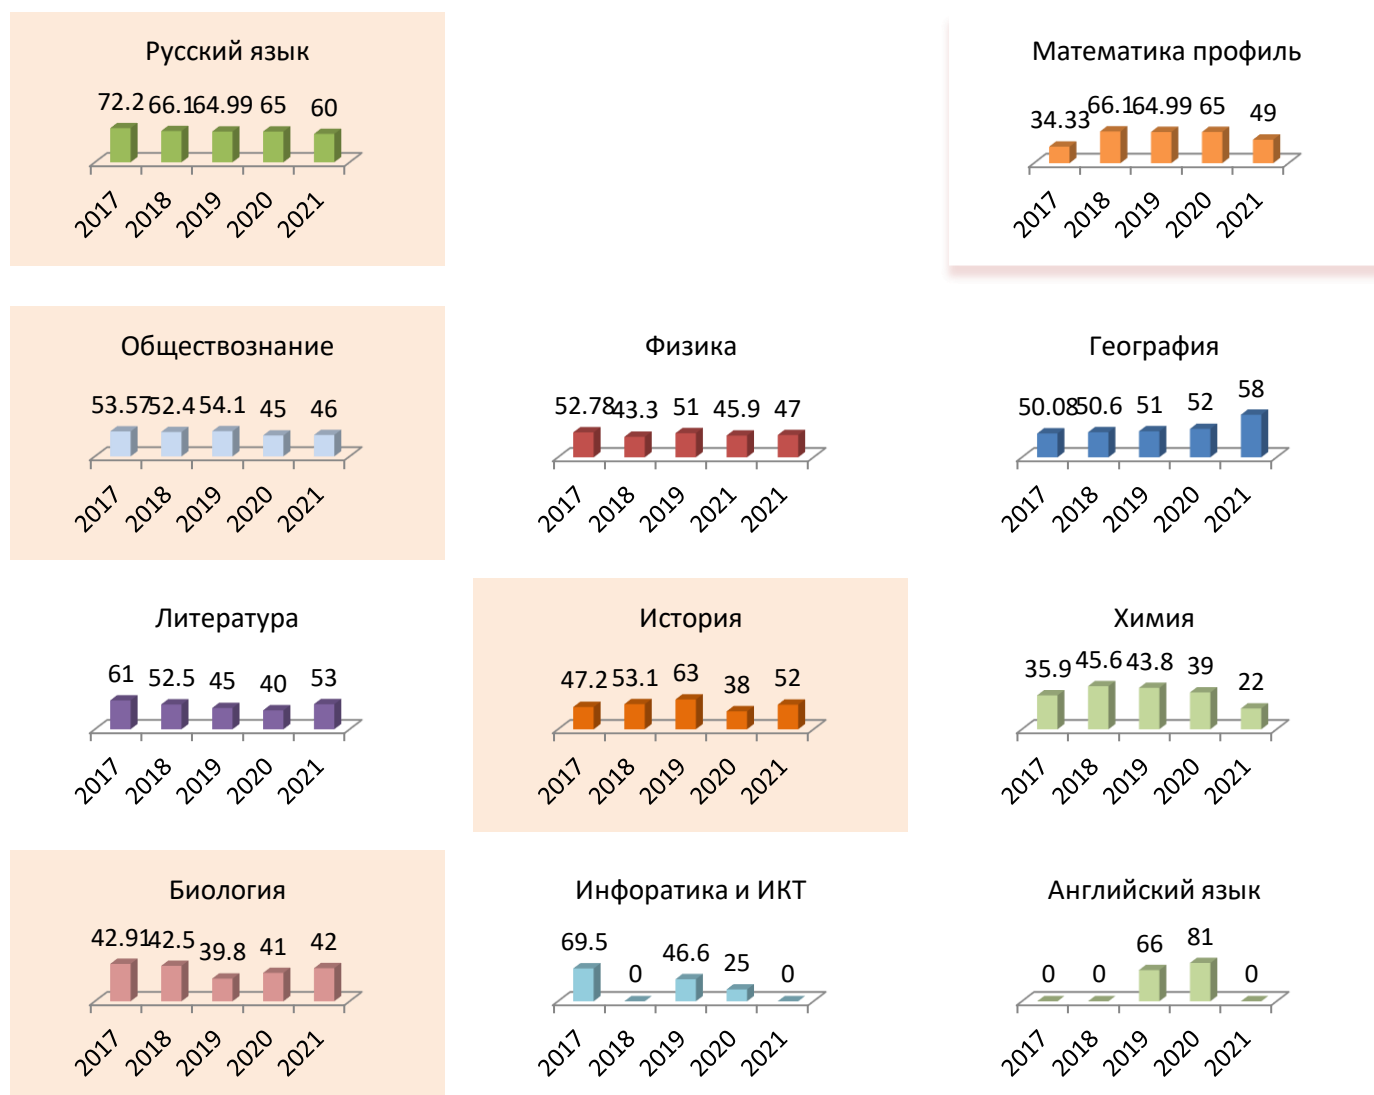 Русский язык
72.2 66.1 64.99 65 60
2017 2018 2019 2020 2021
Математика профиль
34.33 66.1 64.99 65 49
2017 2018 2019 2020 2021
Обществознание
53.57 52.4 54.1 45 46
2017 2018 2019 2020 2021
Физика
52.78 43.3 51 45.9 47
2017 2018 2019 2021 2021
География
50.08 50.6 51 52 58
2017 2018 2019 2020 2021
Литература
61 52.5 45 40 53
2017 2018 2019 2020 2021
История
47.2 53.1 63 38 52
2017 2018 2019 2020 2021
Химия
35.9 45.6 43.8 39 22
2017 2018 2019 2020 2021
Биология
42.91 42.5 39.8 41 42
2017 2018 2019 2020 2021
Инфоратика и ИКТ
69.5 0 46.6 25 0
2017 2018 2019 2020 2021
Английский язык
0 0 66 81 0
2017 2018 2019 2020 2021